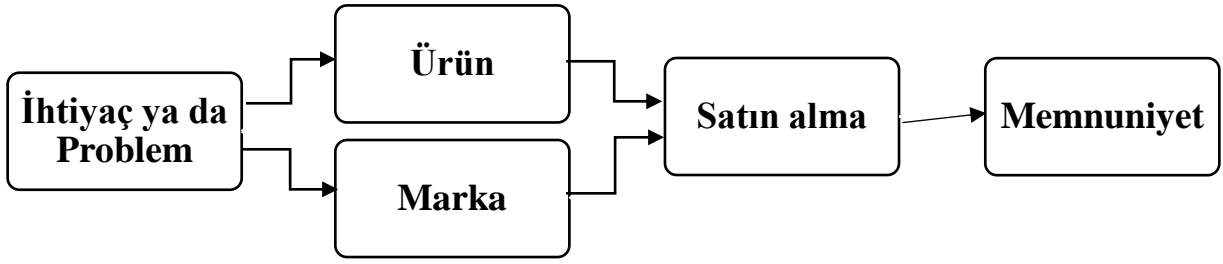 İhtiyaç ya da
Problem
Ürün
Marka
Satın alma
Memnuniyet